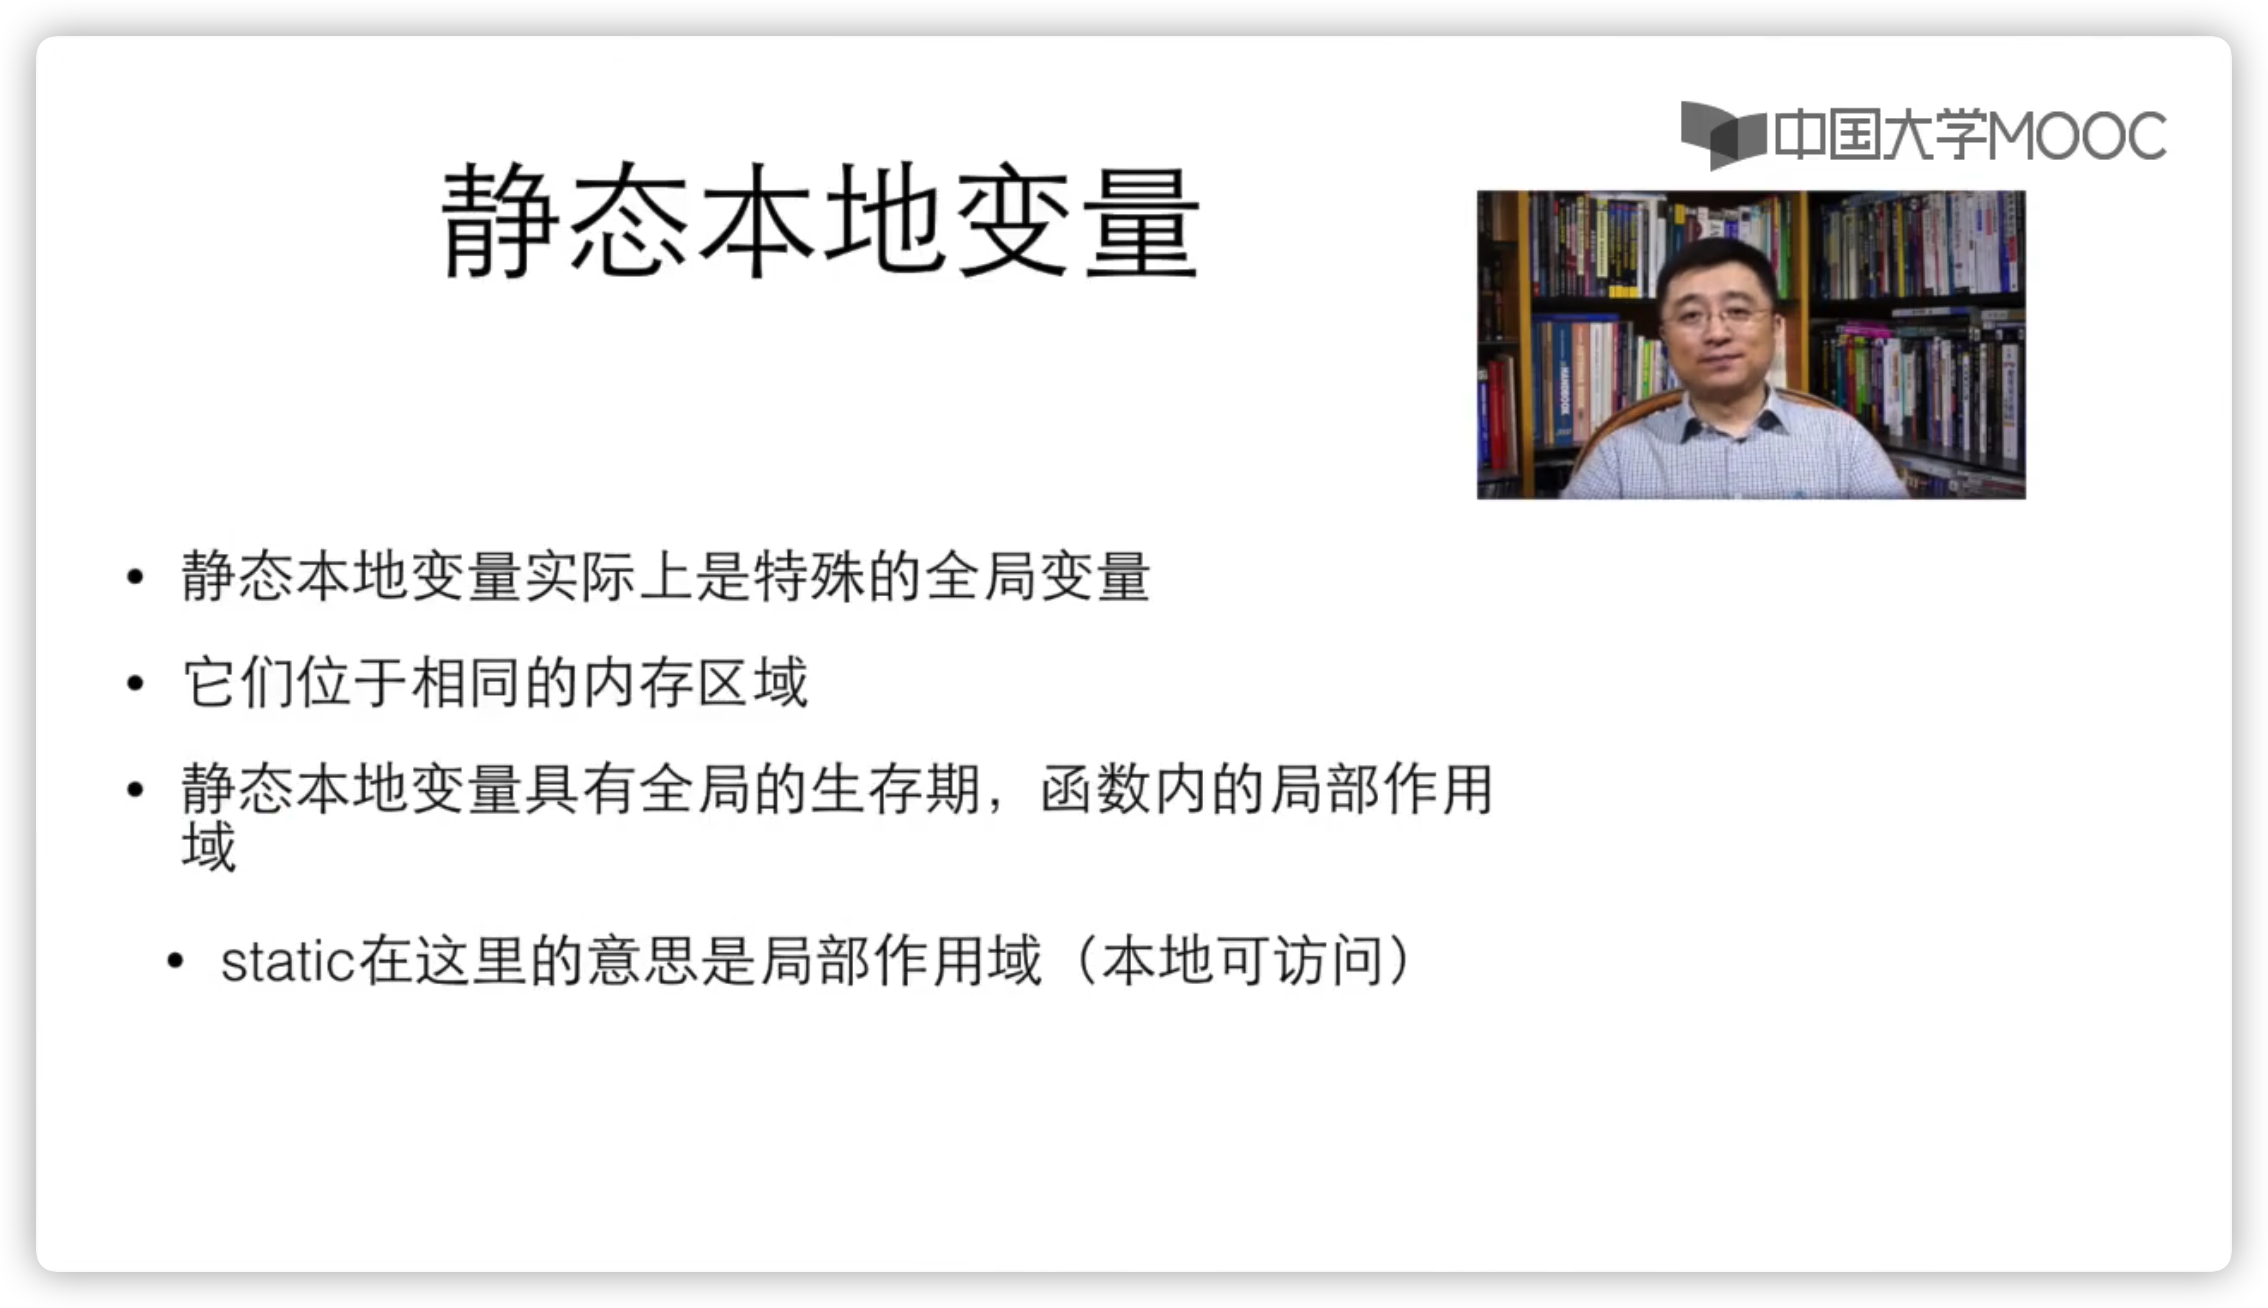 中国大学MOOC
静态本地变量
静态本地变量实际上是特殊的全局变量
它们位于相同的内存区域
静态本地变量具有全局的生存期，函数内的局部作用
域
static在这里的意思是局部作用域（本地可访问）